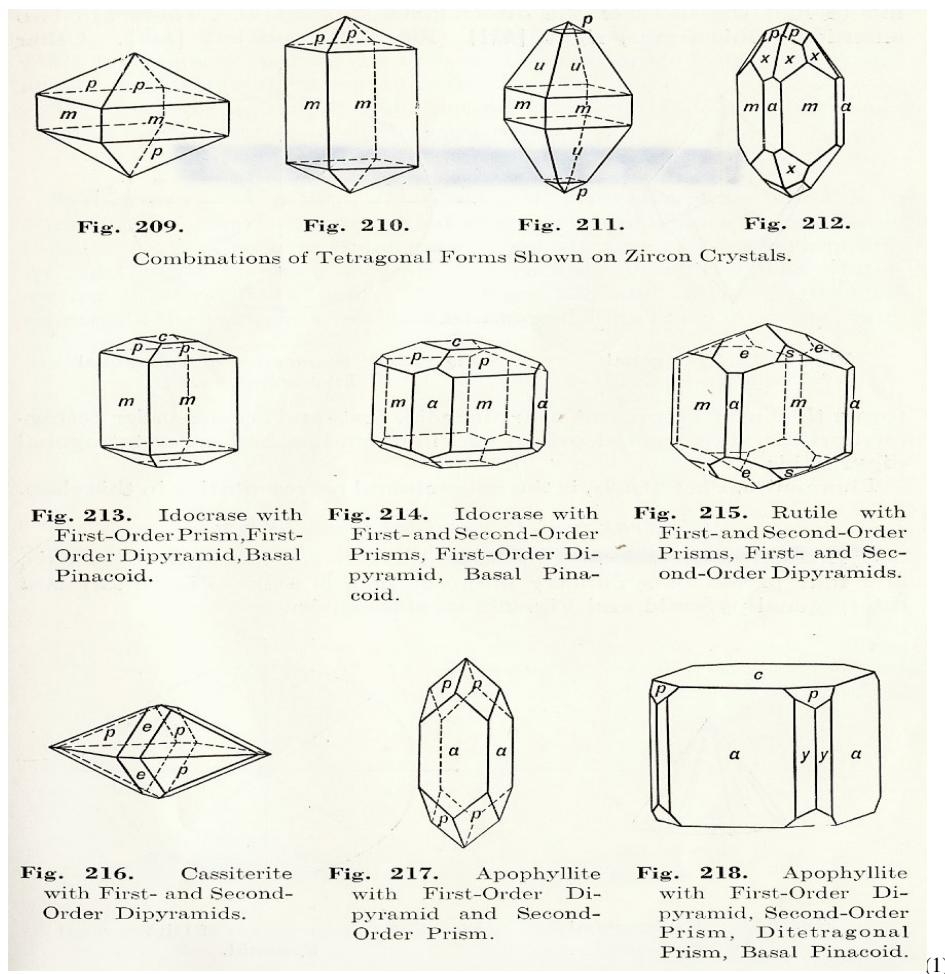 p p m m p
p p m m
p u u m m u p
p p x x x m a m a x
Fig. 209. Fig. 210. Fig. 211. Fig. 212.
Combinations of Tetragonal Forms Shown on Zircon Crystals.
c p p m m
c p p m a m a
e s e m a m a e s
Fig. 213. Idocrase with
First-Order Prism,First-
Order Dipyramid,Basal
Pinacoid.
Fig. 214. Idocrase with
First-and Second-Order
Prisms, First-Order Di-
pyramid, Basal Pina-
coid.
Fig. 215. Rutile with
First-and Second-Order
Prisms, First- and Sec-
ond-Order Dipyramids.
p e p e p
p p a a p p
c p p a y y a
Fig. 216. Cassiterite
with First- and Second-
Order Dipyramids.
Fig. 217. Apophyllite
with First-Order Di-
pyramid and Second-
Order Prism.
Fig. 218. Apophyllite
with First-Order Di-
pyramid, Second-Order
Prism, Ditetragonal
Prism, Basal Pinacoid.
(1)